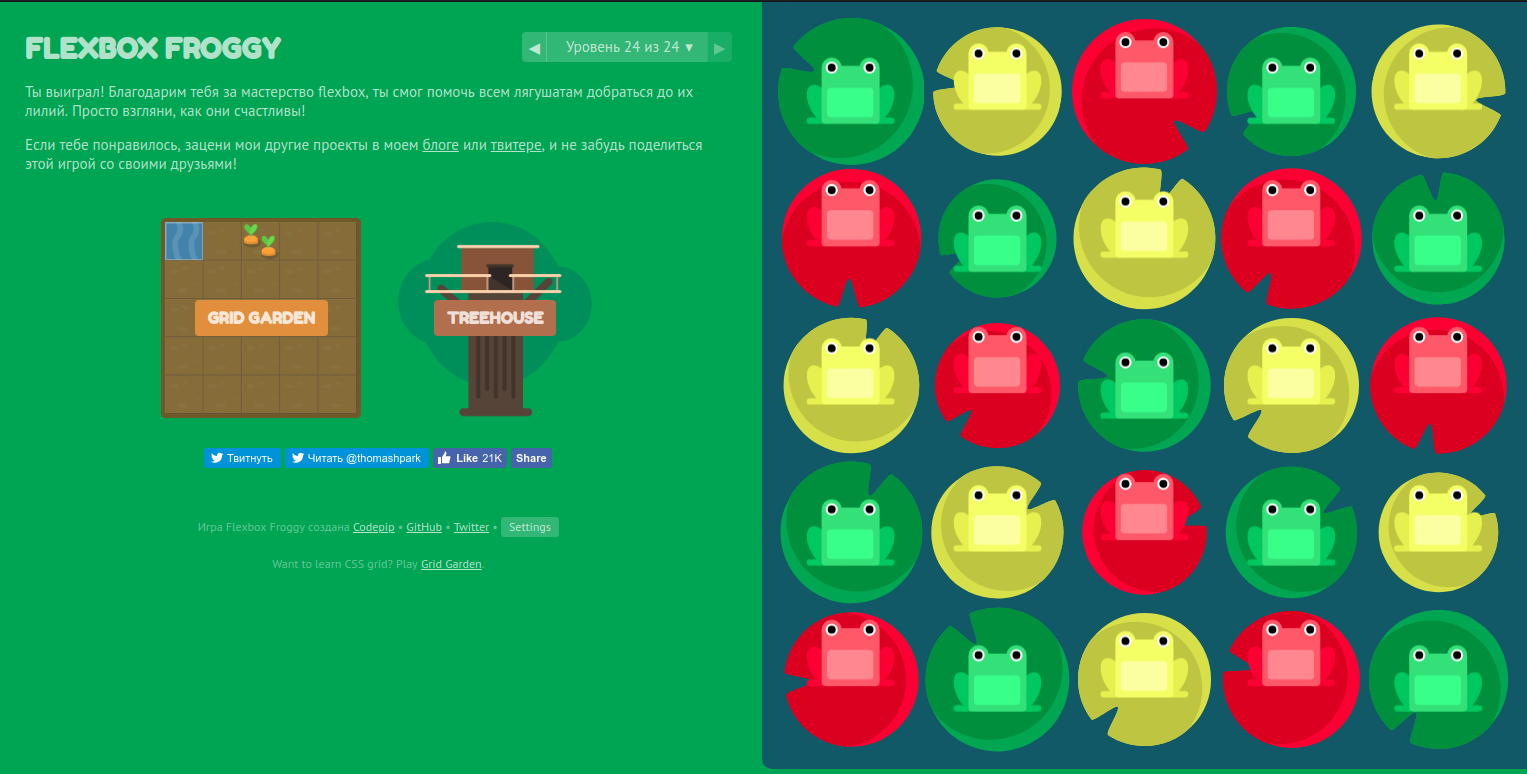 FLEXBOX FROGGY
◀ Уровень 24 из 24 ▾ ▶
Ты выиграл! Благодарим тебя за мастерство flexbox, ты смог помочь всем лягушатам добраться до их
лилий. Просто взгляни, как они счастливы!
Если тебе понравилось, зацени мои другие проекты в моем блоге или твитере, и не забудь поделиться
этой игрой со своими друзьями!
GRID GARDEN
TREEHOUSE
Твитнуть
Читать @thomashpark
Like 21K
Share
Игра Flexbox Froggy создана Codepip • GitHub • Twitter • Settings
Want to learn CSS grid? Play Grid Garden.